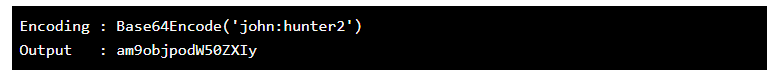 Encoding : Base64Encode('john:hunter2')
Output   : am9objpodW50ZXIy